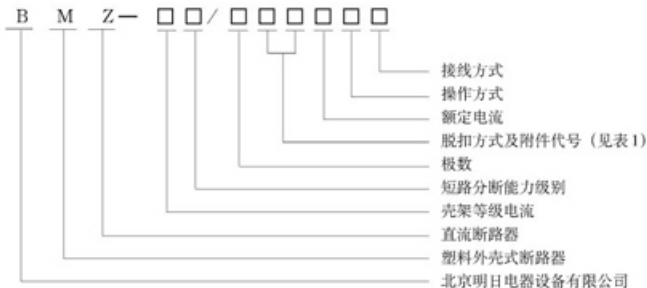 B M Z— □□/□□□□□□
接线方式
操作方式
额定电流
脱扣方式及附件代号（见表1）
极数
短路分断能力级别
壳架等级电流
直流断路器
塑料外壳式断路器
北京明日电器设备有限公司